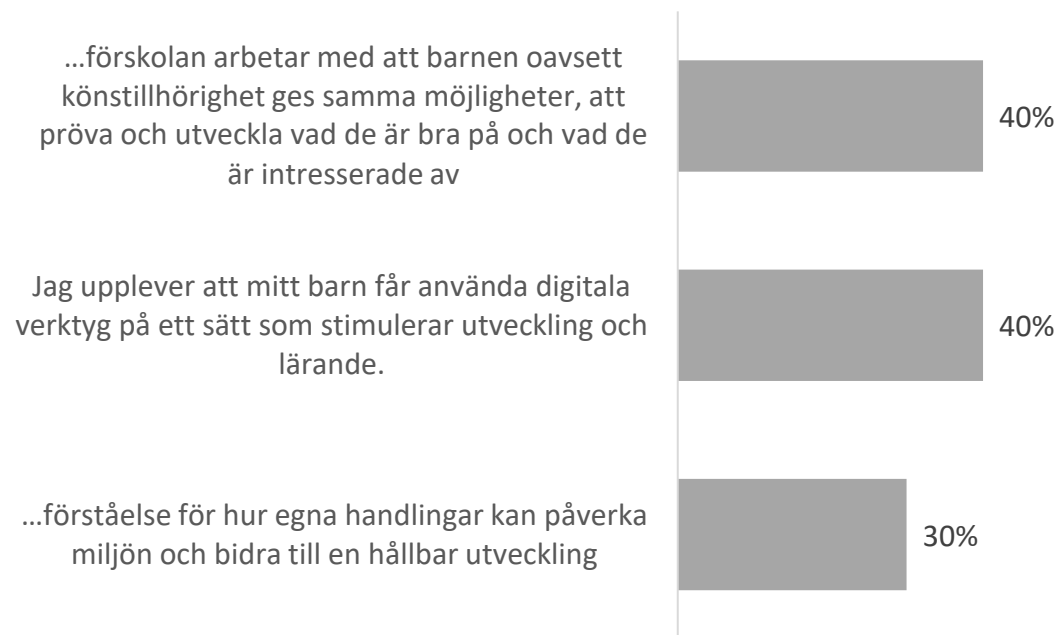 …förskolan arbetar med att barnen oavsett
könstillhörighet ges samma möjligheter, att
pröva och utveckla vad de är bra på och vad de
är intresserade av
40%
Jag upplever att mitt barn får använda digitala
verktyg på ett sätt som stimulerar utveckling och
lärande.
40%
…förståelse för hur egna handlingar kan påverka
miljön och bidra till en hållbar utveckling
30%